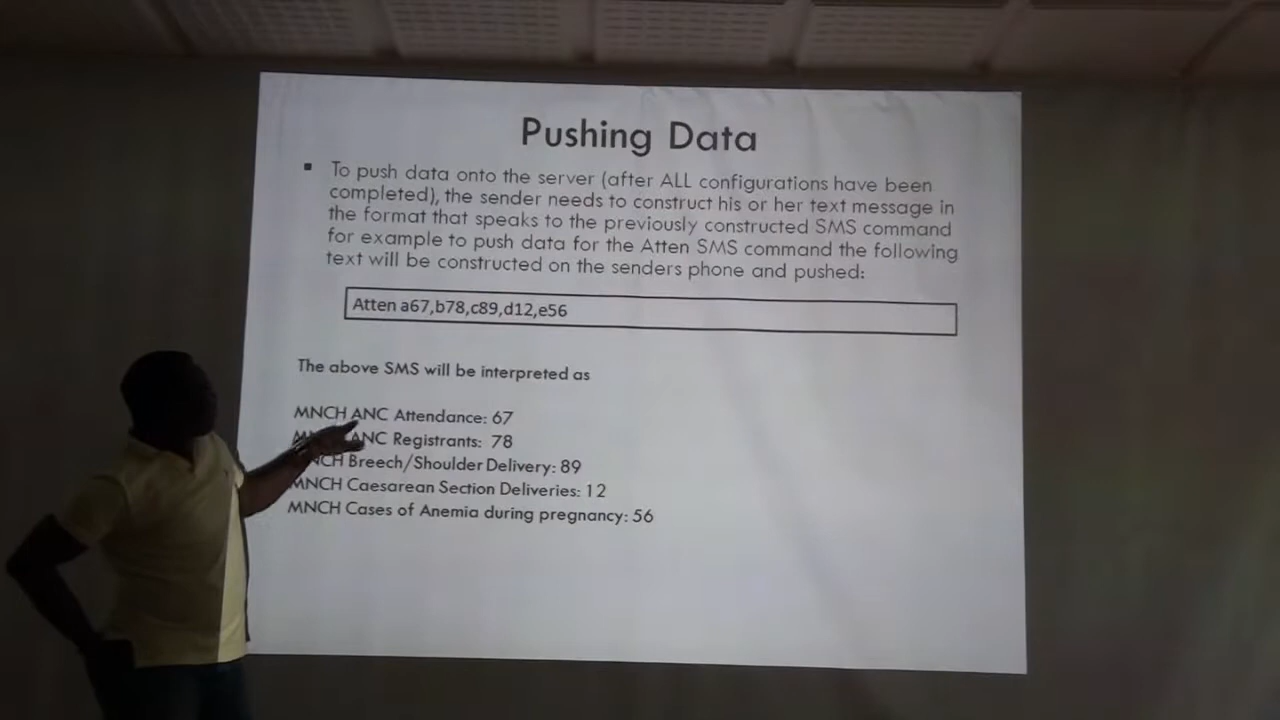 Pushing Data
▪ To push data onto the server (after ALL configurations have been
completed), the sender needs to construct his or her text message in
the format that speaks to the previously constructed SMS command
for example to push data for the Atten SMS command the following
text will be constructed on the senders phone and pushed:
Atten a67,b78,c89,d12,e56
The above SMS will be interpreted as
MNCH ANC Attendance: 67
ANC Registrants: 78
MNCH Breech/Shoulder Delivery: 89
MNCH Caesarean Section Deliveries: 12
MNCH Cases of Anemia during pregnancy: 56